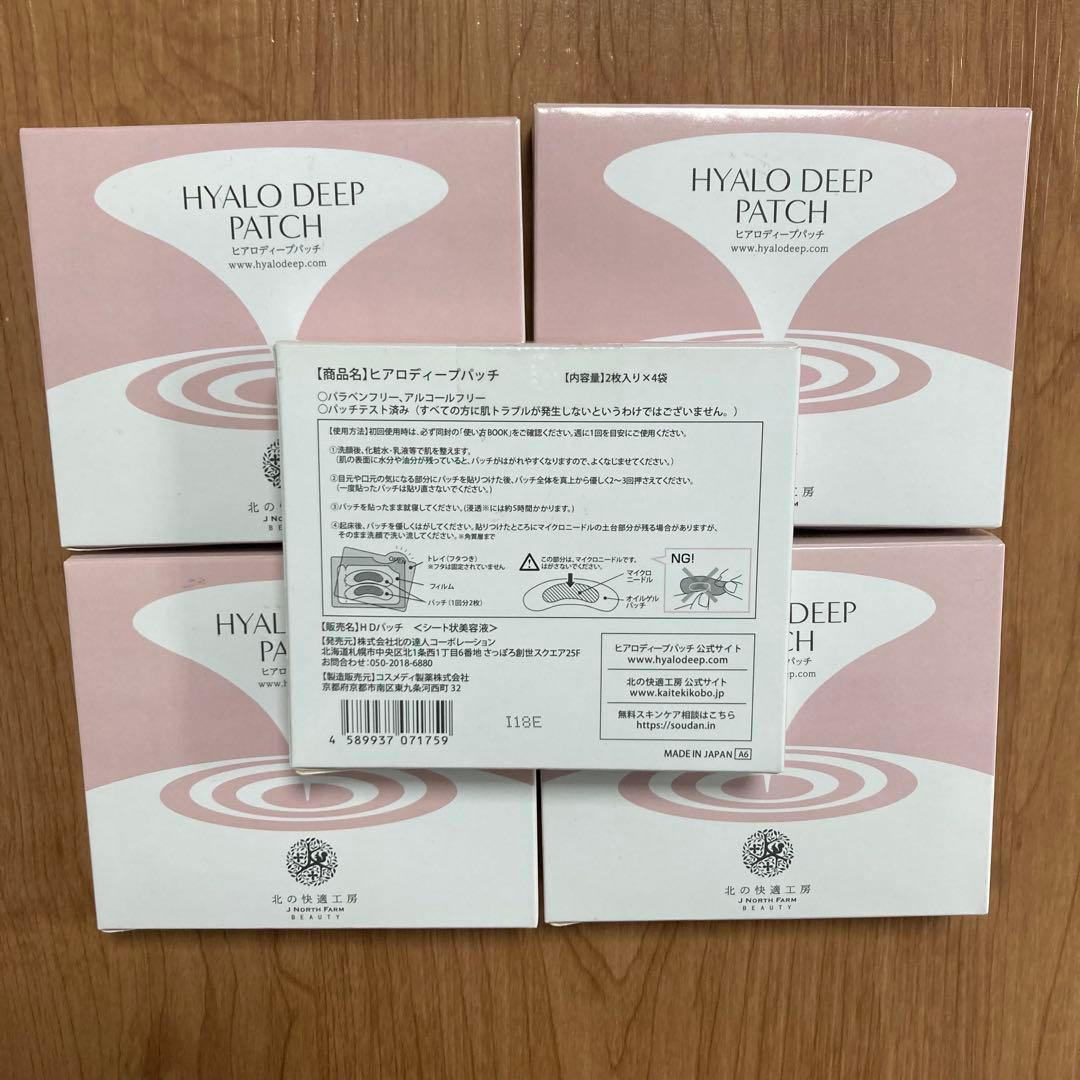 HYALO DEEP
PATCH
ヒアロディープパッチ
www.hyalodeep.com
北の
J NOR
BE
HYALO DEEP
PATCH
ヒアロディープパッチ
www.hyalodeep.com
工房
FARM
【商品名】ヒアロディープパッチ 【内容量】2枚入り×4袋
○パラベンフリー、アルコールフリー
○パッチテスト済み(すべての方に肌トラブルが発生しないというわけではございません。)
【使用方法】初回使用時は、必ず同封の「使い方BOOK」をご確認ください。週に1回を目安にご使用ください。
①洗顔後、化粧水・乳液等で肌を整えます。
(肌の表面に水分や油分が残っていると、パッチがはがれやすくなりますので、よくなじませてください。)
②目元や口元の気になる部分にパッチを貼りつけた後、パッチ全体を真上から優しく2〜3回押さえてください。
(一度貼ったパッチは貼り直さないでください。)
③パッチを貼ったまま就寝してください。(浸透※には約5時間かかります。)
④起床後、パッチを優しくはがしてください。貼りつけたところにマイクロニードルの土台部分が残る場合がありますが、
そのまま洗顔で洗い流してください。※角質層まで
OPEN
トレイ(フタつき)
※フタは固定されていません
フィルム
パッチ(1回分2枚)
この部分は、マイクロニードルです。
はがさないでください。
マイクロ
ニードル
オイルゲル
パッチ
NG!
【販売名】HDパッチ <シート状美容液>
【発売元】株式会社北の達人コーポレーション
北海道札幌市中央区北1条西1丁目6番地 さっぽろ創世スクエア25F
お問合わせ:050-2018-6880
【製造販売元】コスメディ製薬株式会社
京都府京都市南区東九条河西町32
4 589937 071759
I18E
ヒアロディープパッチ 公式サイト
www.hyalodeep.com
北の快適工房 公式サイト
www.kaitekikobo.jp
無料スキンケア相談はこちら
https://soudan.in
MADE IN JAPAN A6
HYAL
PA
北の快適工房
J NORTH FARM
BEAUTY
DEEP
H
パッチ
com
北の快適工房
J NORTH FARM
BEAUTY